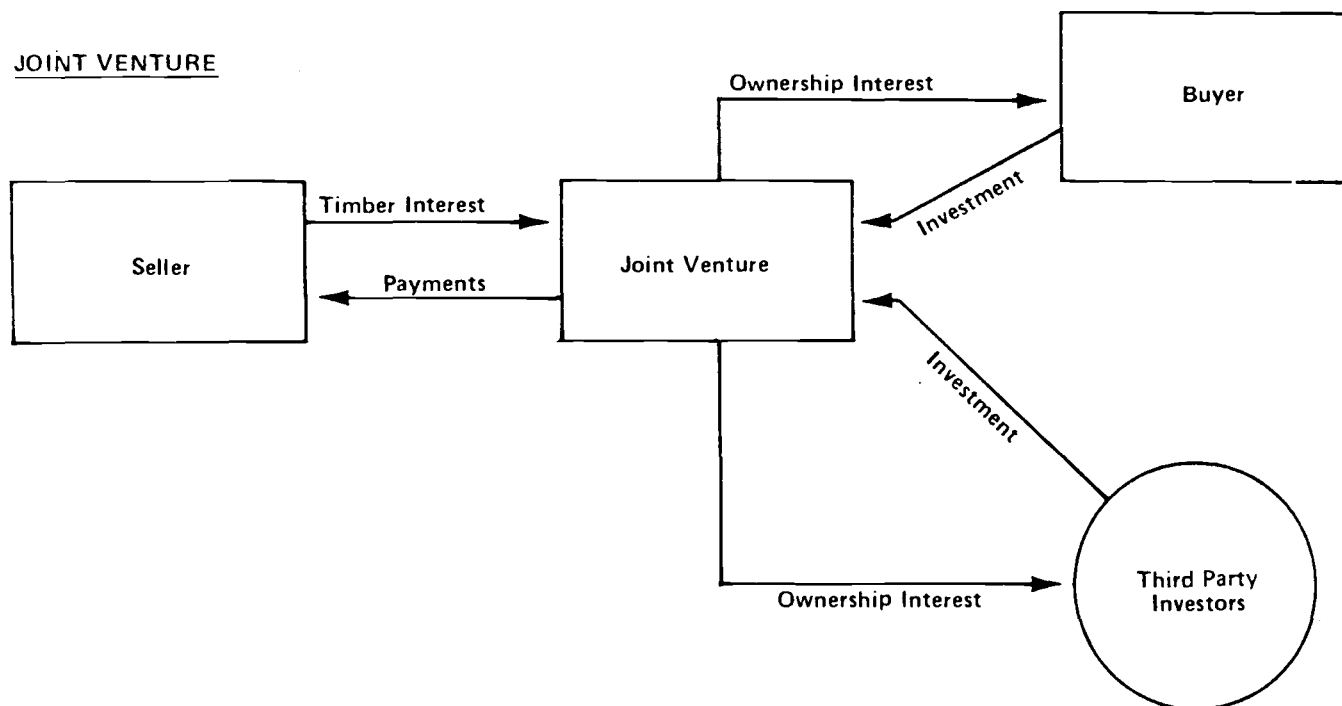 JOINT VENTURE
Ownership Interest
Buyer
Timber Interest
Investment
Seller
Joint Venture
Payments
Investment
Third Party
Investors
Ownership Interest